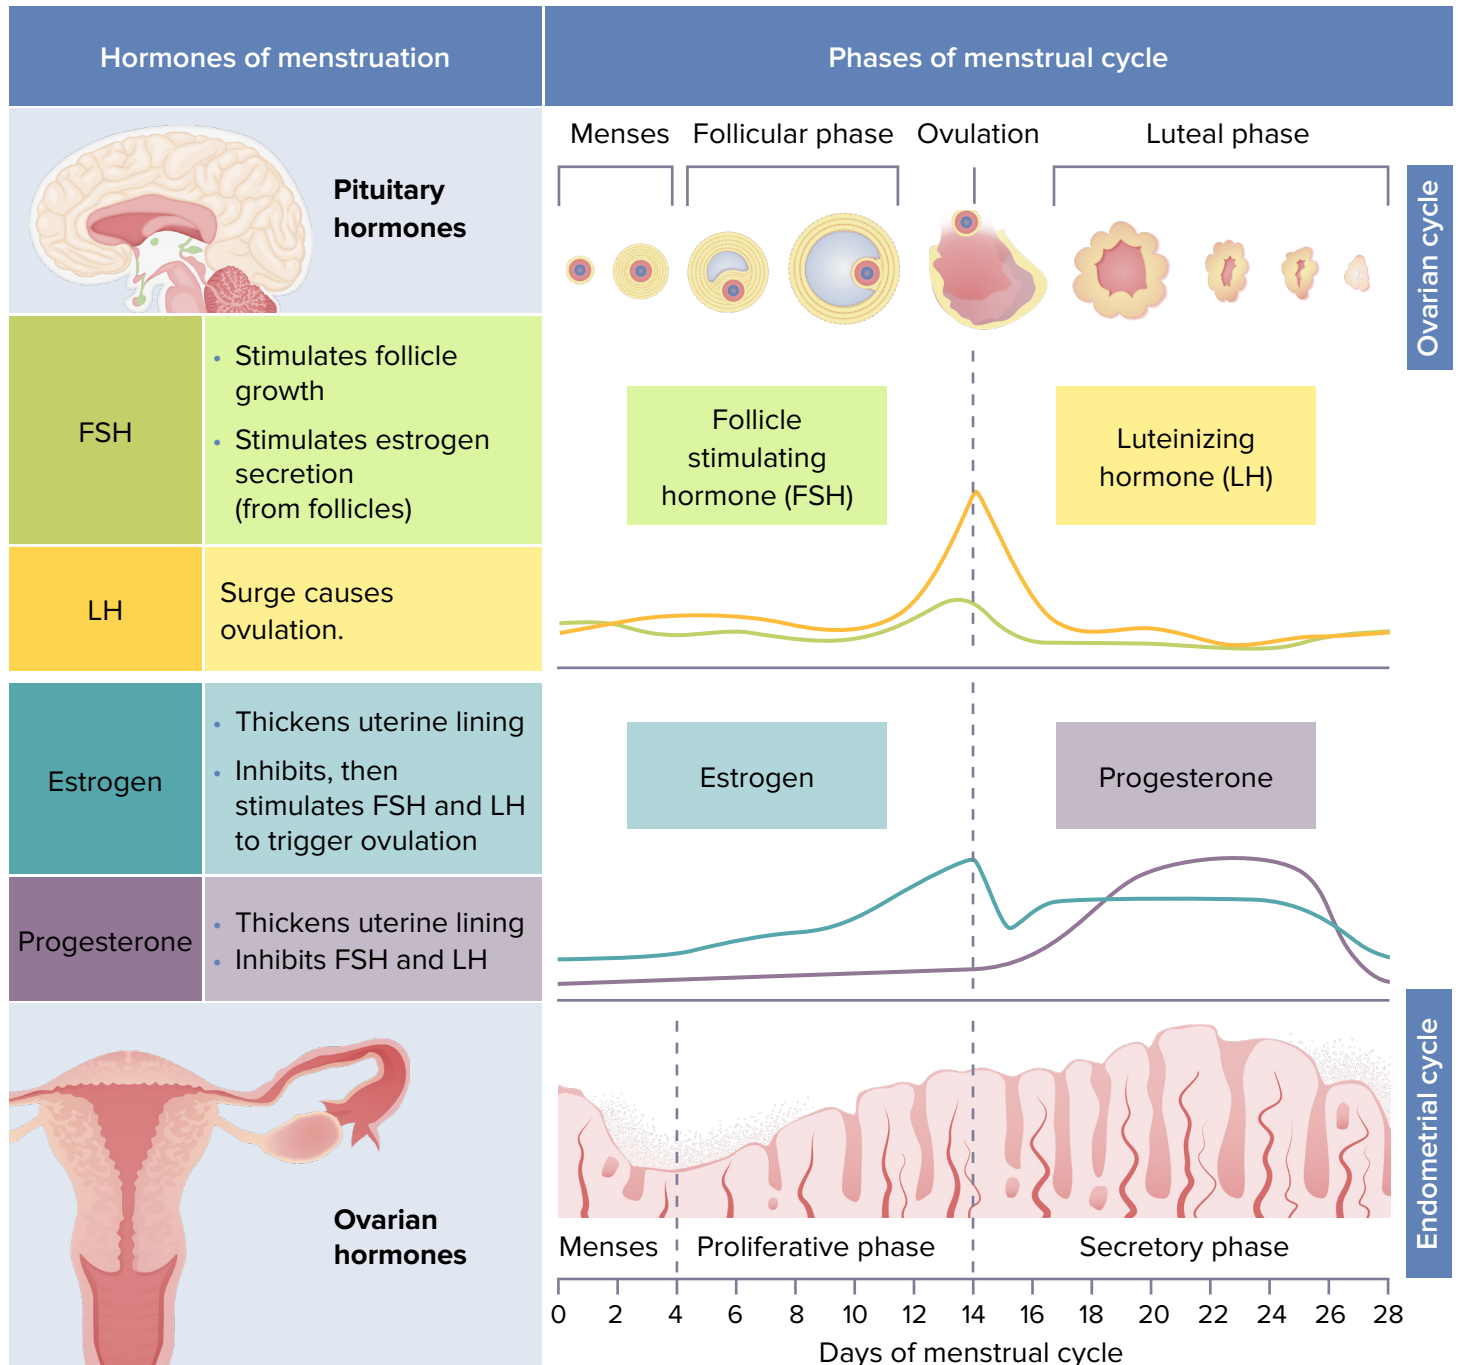 Hormones of menstruation
Phases of menstrual cycle
Pituitary
hormones
Menses
Follicular phase
Ovulation
Luteal phase
Ovarian cycle
FSH
• Stimulates follicle
growth
• Stimulates estrogen
secretion
(from follicles)
Follicle
stimulating
hormone (FSH)
Luteinizing
hormone (LH)
LH
Surge causes
ovulation.
Estrogen
• Thickens uterine lining
• Inhibits, then
stimulates FSH and LH
to trigger ovulation
Estrogen
Progesterone
Progesterone
• Thickens uterine lining
• Inhibits FSH and LH
Ovarian
hormones
Endometrial cycle
Menses
Proliferative phase
Secretory phase
0 2 4 6 8 10 12 14 16 18 20 22 24 26 28
Days of menstrual cycle